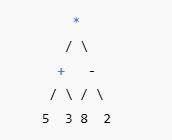 *
/ \
+ -
/ \ / \
5 3 8 2